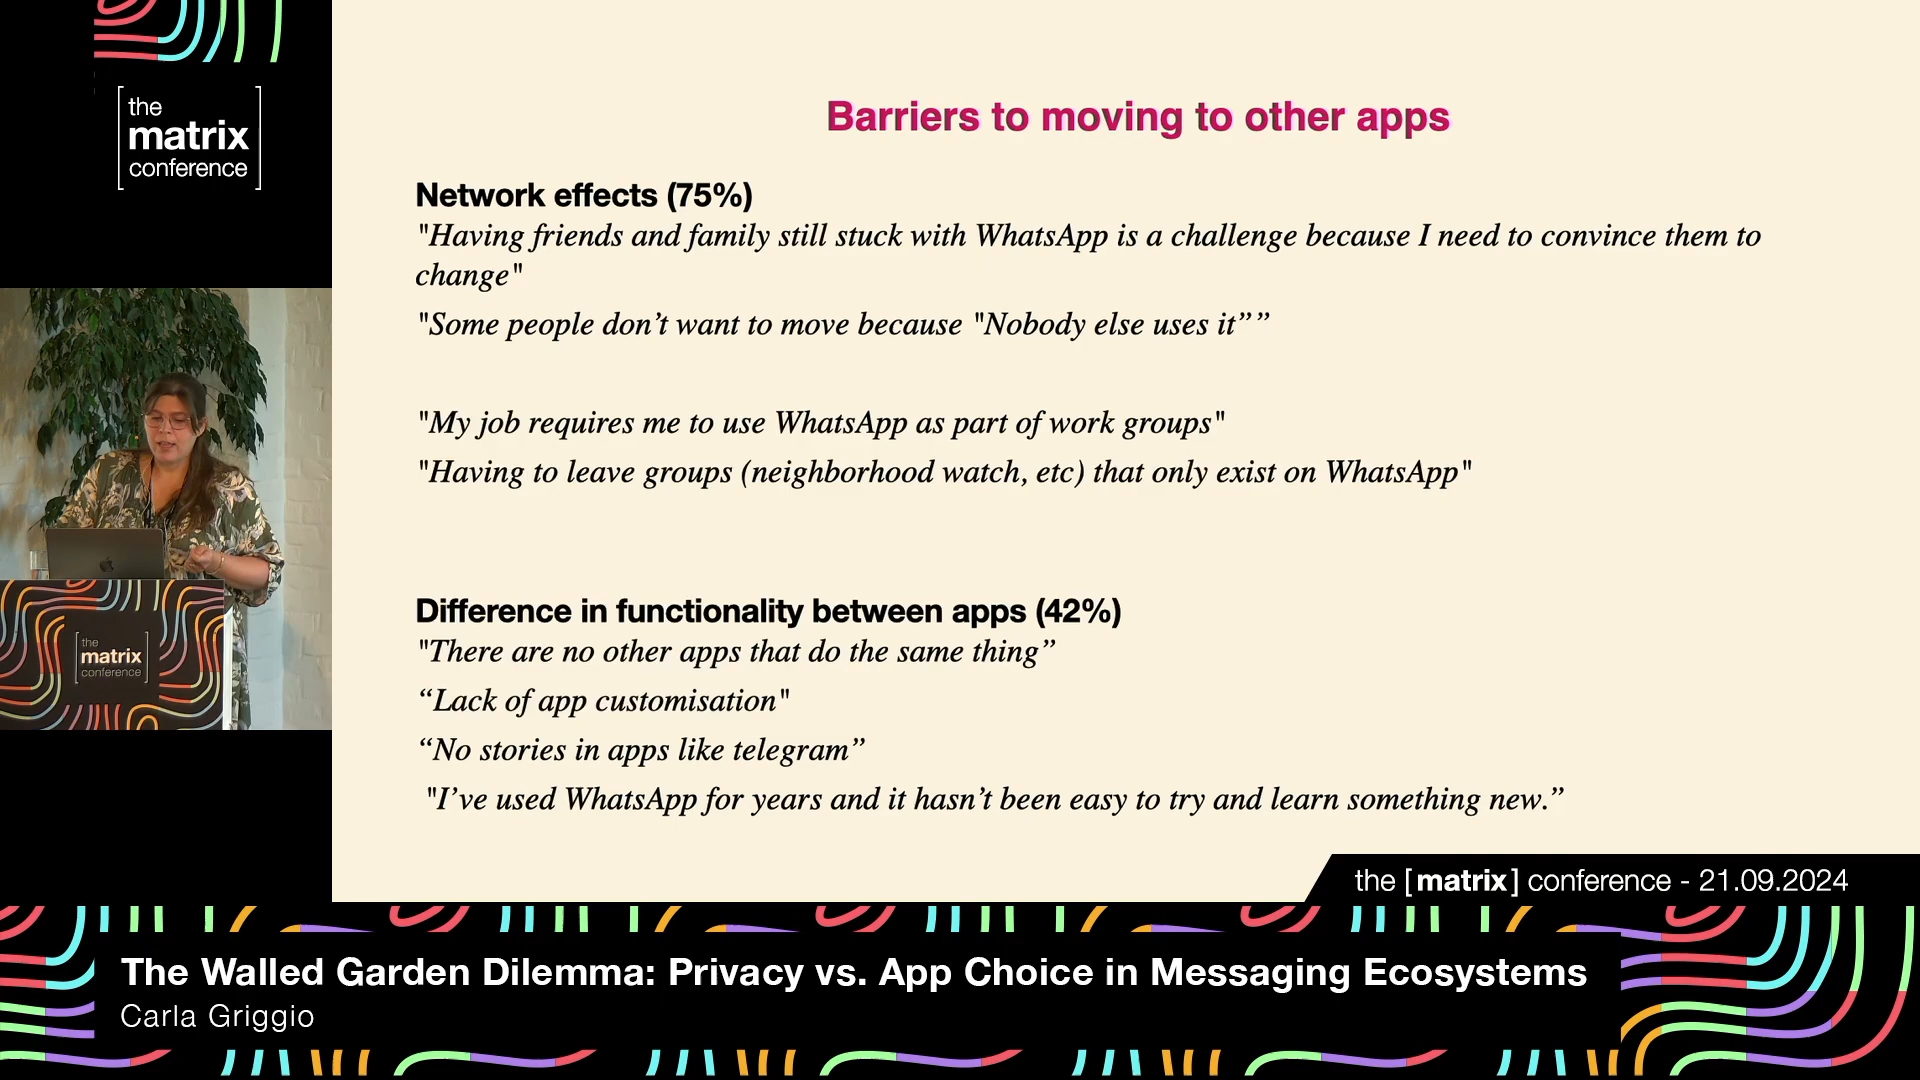 the
matrix
conference
Barriers to moving to other apps
Network effects (75%)
"Having friends and family still stuck with WhatsApp is a challenge because I need to convince them to
change"
"Some people don’t want to move because "Nobody else uses it””
"My job requires me to use WhatsApp as part of work groups"
"Having to leave groups (neighborhood watch, etc) that only exist on WhatsApp"
Difference in functionality between apps (42%)
"There are no other apps that do the same thing”
“Lack of app customisation"
“No stories in apps like telegram”
"I’ve used WhatsApp for years and it hasn’t been easy to try and learn something new.”
the
matrix
conference
the [matrix] conference - 21.09.2024
The Walled Garden Dilemma: Privacy vs. App Choice in Messaging Ecosystems
Carla Griggio